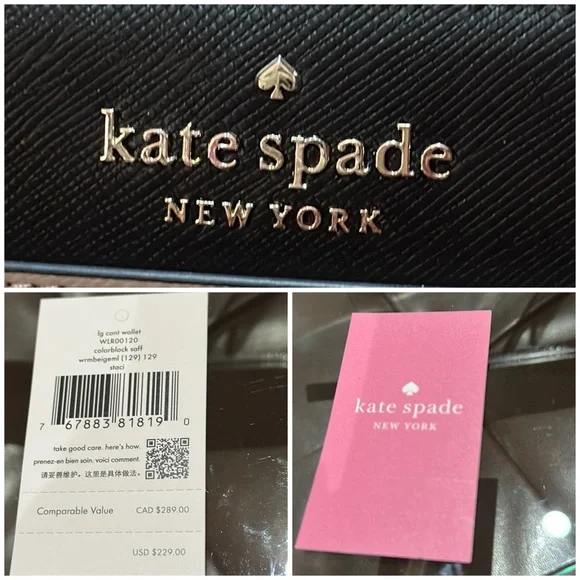 kate spade
NEW YORK
lg cont wallet
WLR00120
colorblock saff
wrmbeigeml (129) 129
staci
7 67883 81819 0
take good care. here's how.
prenez-en bien soin. voici comment.
请妥善维护。这里是具体做法。
Comparable Value CAD $289.00
USD $229.00
kate spade
NEW YORK